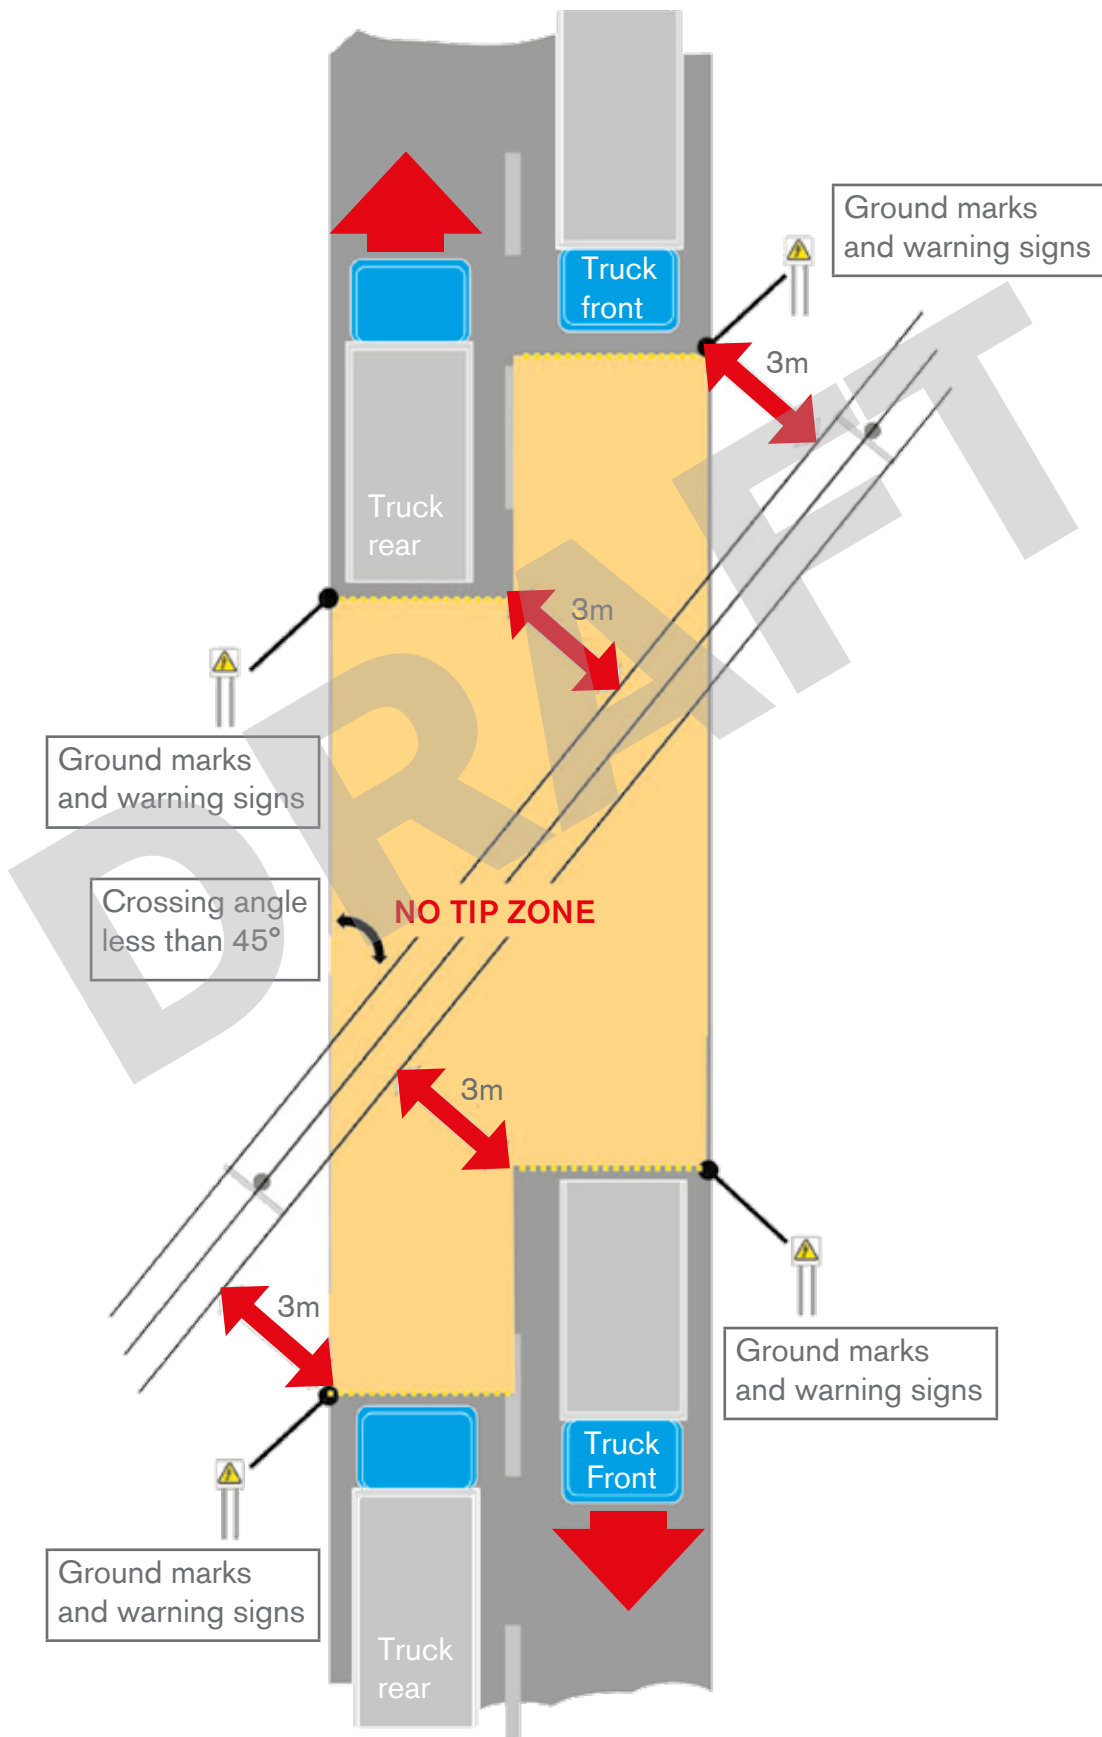 Truck
front
Ground marks
and warning signs
3m
Truck
rear
3m
Ground marks
and warning signs
Crossing angle
less than 45°
NO TIP ZONE
3m
3m
Ground marks
and warning signs
Truck
Front
Ground marks
and warning signs
Truck
rear
DRAFT